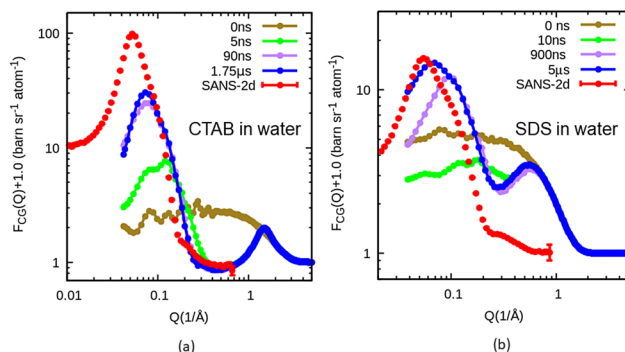 0ns
5ns
90ns
1.75μs
SANS-2d
CTAB in water
F_CG(Q)+1.0 (barn sr⁻¹ atom⁻¹)
100
10
1
0.01
0.1
1
Q(1/Å)
(a)
0 ns
10ns
900ns
5μs
SANS-2d
SDS in water
F_CG(Q)+1.0 (barn sr⁻¹ atom⁻¹)
10
1
0.1
1
Q(1/Å)
(b)